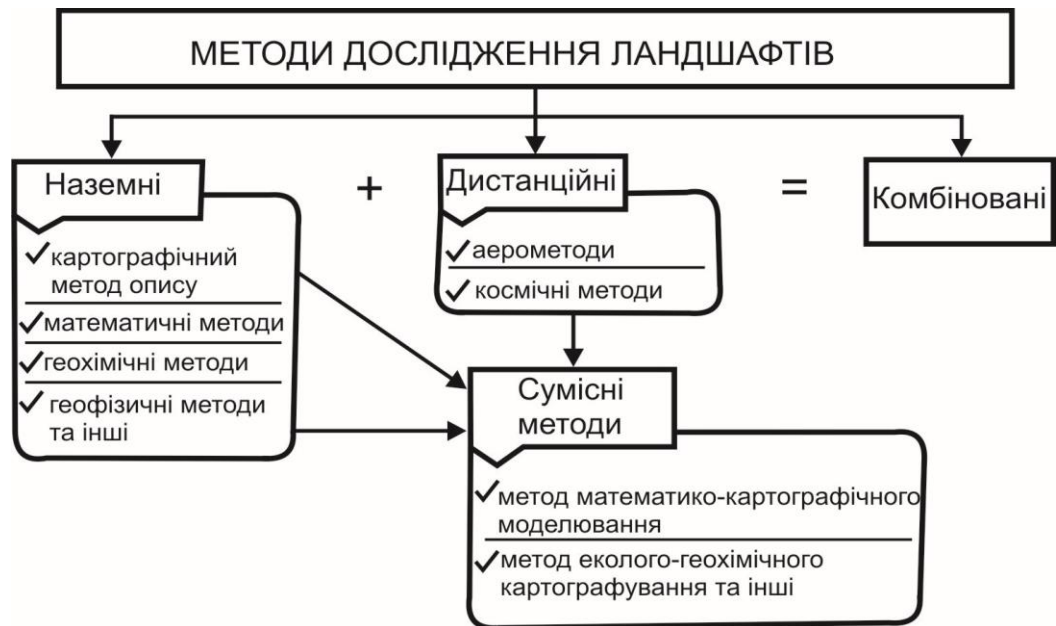 МЕТОДИ ДОСЛІДЖЕННЯ ЛАНДШАФТІВ
Наземні
+
Дистанційні
=
Комбіновані
картографічний
метод опису
математичні методи
геохімічні методи
геофізичні методи
та інші
аерометоди
космічні методи
Сумісні
методи
метод математико-картографічного
моделювання
метод еколого-геохімічного
картографування та інші